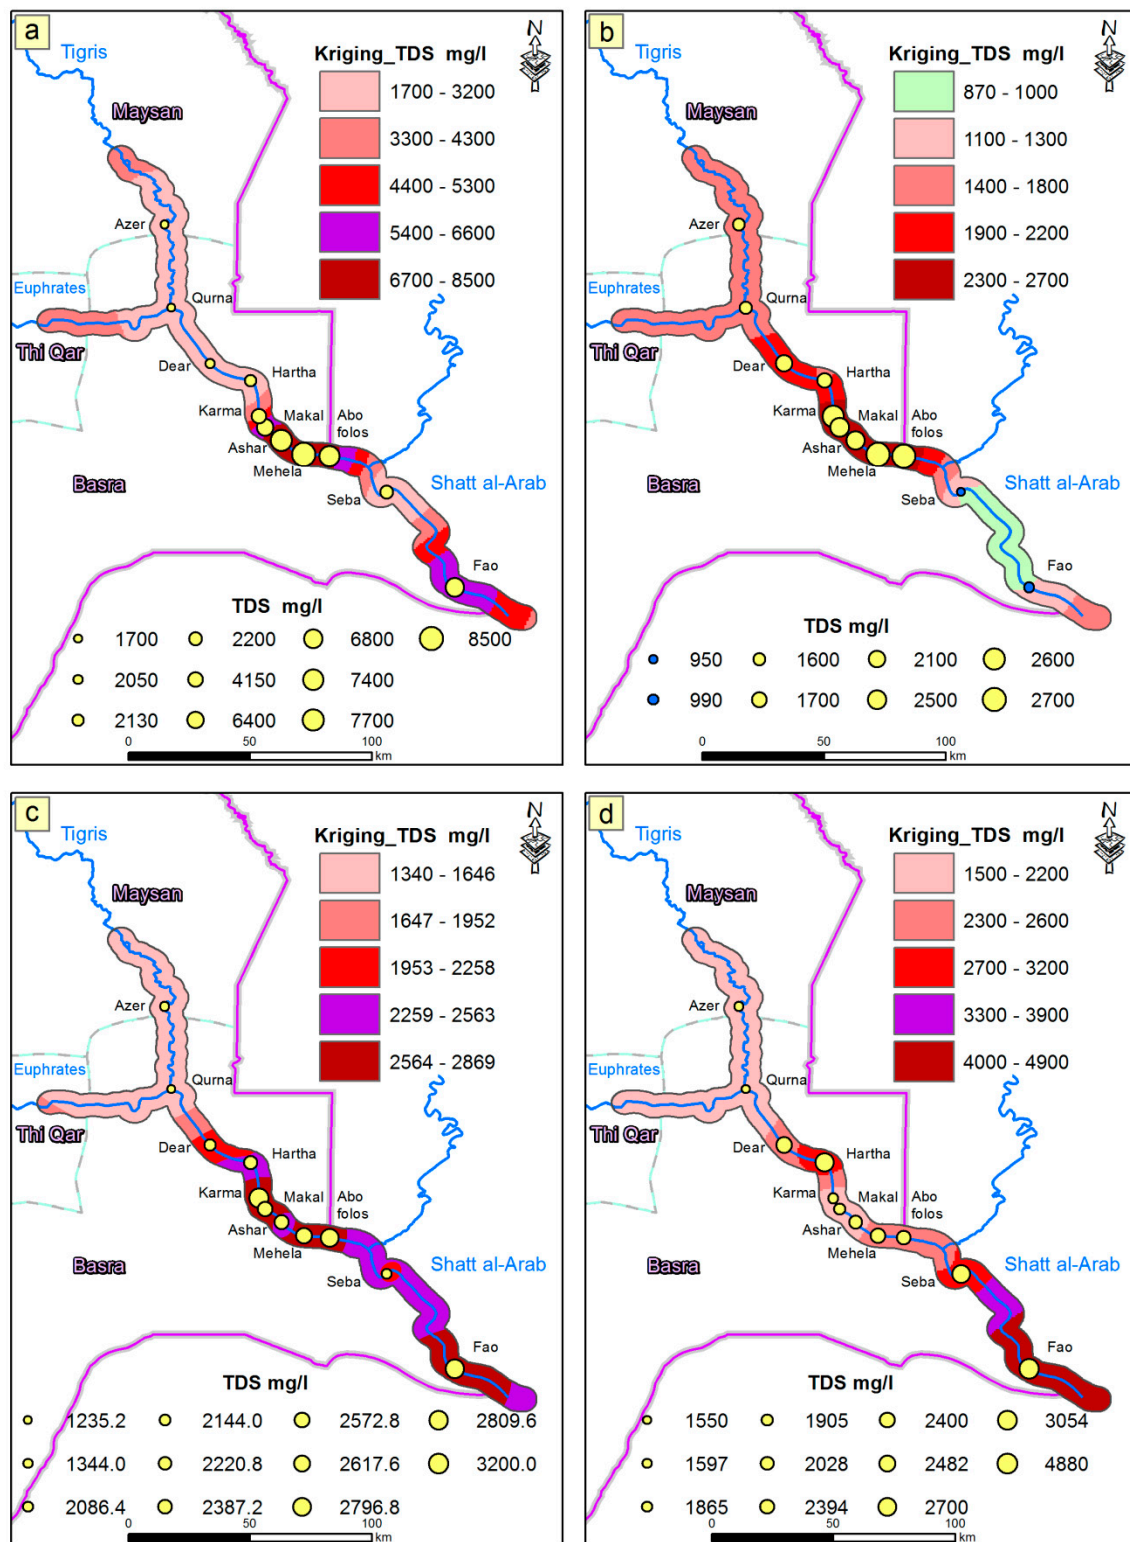 a
N
Tigris
Kriging_TDS mg/l
1700 - 3200
3300 - 4300
4400 - 5300
5400 - 6600
6700 - 8500
Maysan
Azer
Euphrates
Qurna
Thi Qar
Dear
Hartha
Karma
Makal
Abo
folos
Ashar
Mehela
Basra
Seba
Shatt al-Arab
Fao
TDS mg/l
1700 2200 6800 8500
2050 4150 7400
2130 6400 7700
0 50 100
km
b
N
Tigris
Kriging_TDS mg/l
870 - 1000
1100 - 1300
1400 - 1800
1900 - 2200
2300 - 2700
Maysan
Azer
Euphrates
Qurna
Thi Qar
Dear
Hartha
Karma
Makal
Abo
folos
Ashar
Mehela
Basra
Seba
Shatt al-Arab
Fao
TDS mg/l
950 1600 2100 2600
990 1700 2500 2700
0 50 100
km
c
N
Tigris
Kriging_TDS mg/l
1340 - 1646
1647 - 1952
1953 - 2258
2259 - 2563
2564 - 2869
Maysan
Azer
Euphrates
Qurna
Thi Qar
Dear
Hartha
Karma
Makal
Abo
folos
Ashar
Mehela
Basra
Seba
Shatt al-Arab
Fao
TDS mg/l
1235.2 2144.0 2572.8 2809.6
1344.0 2220.8 2617.6 3200.0
2086.4 2387.2 2796.8
0 50 100
km
d
N
Tigris
Kriging_TDS mg/l
1500 - 2200
2300 - 2600
2700 - 3200
3300 - 3900
4000 - 4900
Maysan
Azer
Euphrates
Qurna
Thi Qar
Dear
Hartha
Karma
Makal
Abo
folos
Ashar
Mehela
Basra
Seba
Shatt al-Arab
Fao
TDS mg/l
1550 1905 2400 3054
1597 2028 2482 4880
1865 2394 2700
0 50 100
km